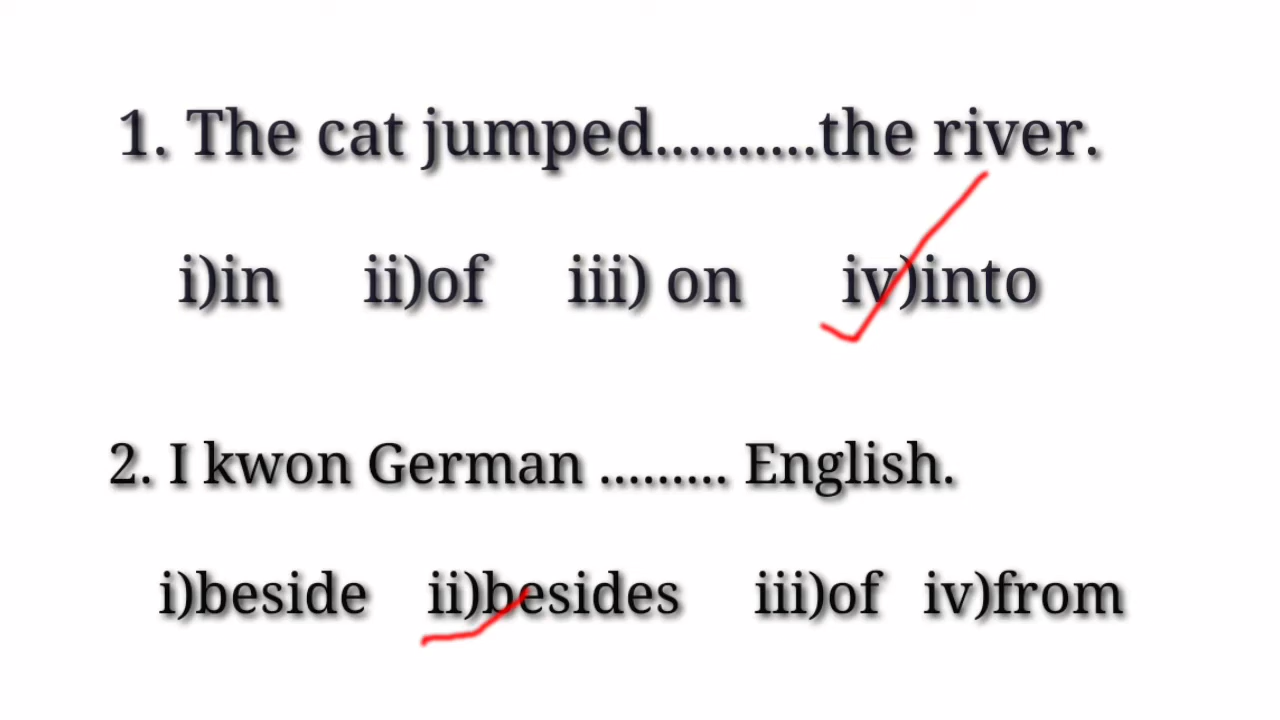 1. The cat jumped..........the river.
i)in ii)of iii) on iv)into
2. I kwon German ......... English.
i)beside ii)besides iii)of iv)from